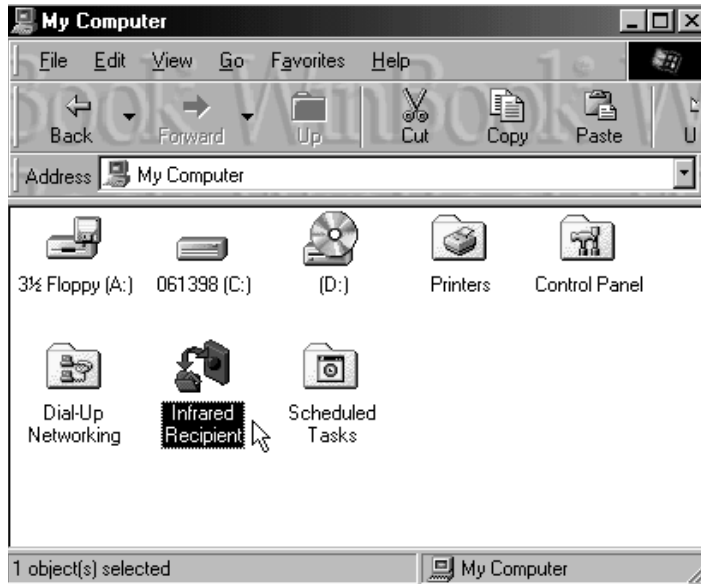 My Computer
File Edit View Go Favorites Help
Back Forward Up Cut Copy Paste U
Address My Computer
3½ Floppy (A:) 061398 (C:) (D:) Printers Control Panel
Dial-Up Networking
Infrared Recipient
Scheduled Tasks
1 object(s) selected My Computer